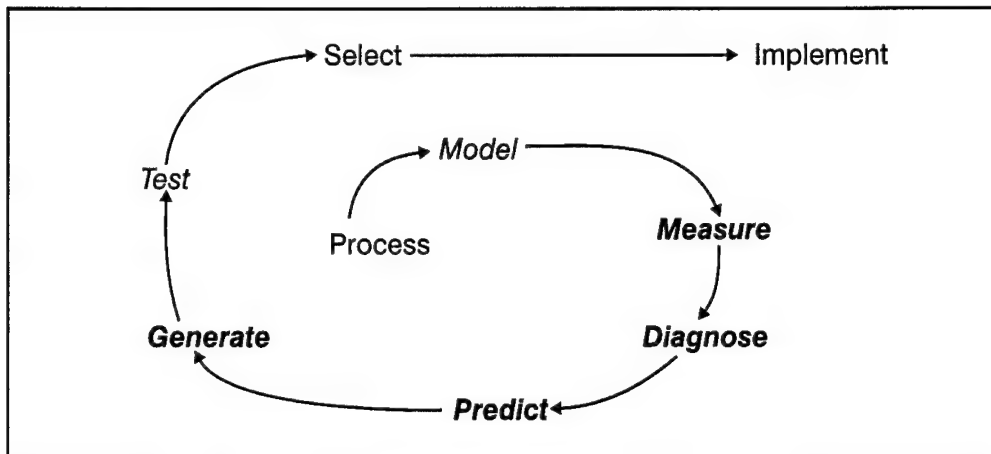 Select
Implement
Model
Test
Measure
Process
Generate
Diagnose
Predict